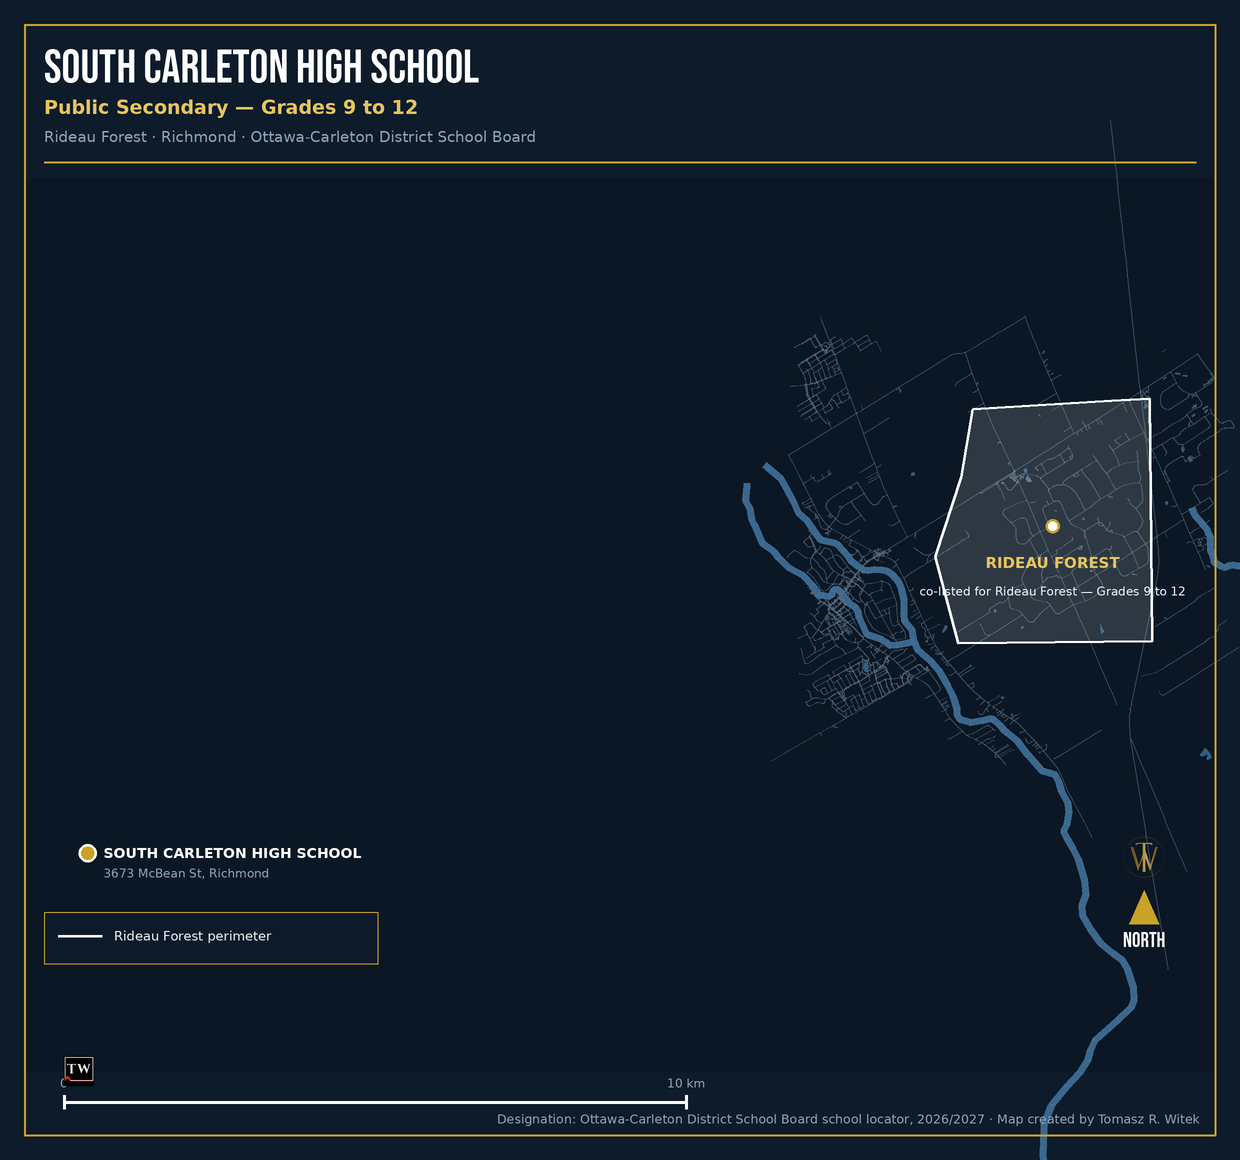 SOUTH CARLETON HIGH SCHOOL
Public Secondary — Grades 9 to 12
Rideau Forest · Richmond · Ottawa-Carleton District School Board
RIDEAU FOREST
co-listed for Rideau Forest — Grades 9 to 12
SOUTH CARLETON HIGH SCHOOL
3673 McBean St, Richmond
TW
NORTH
Rideau Forest perimeter
TW
0
10 km
Designation: Ottawa-Carleton District School Board school locator, 2026/2027 · Map created by Tomasz R. Witek